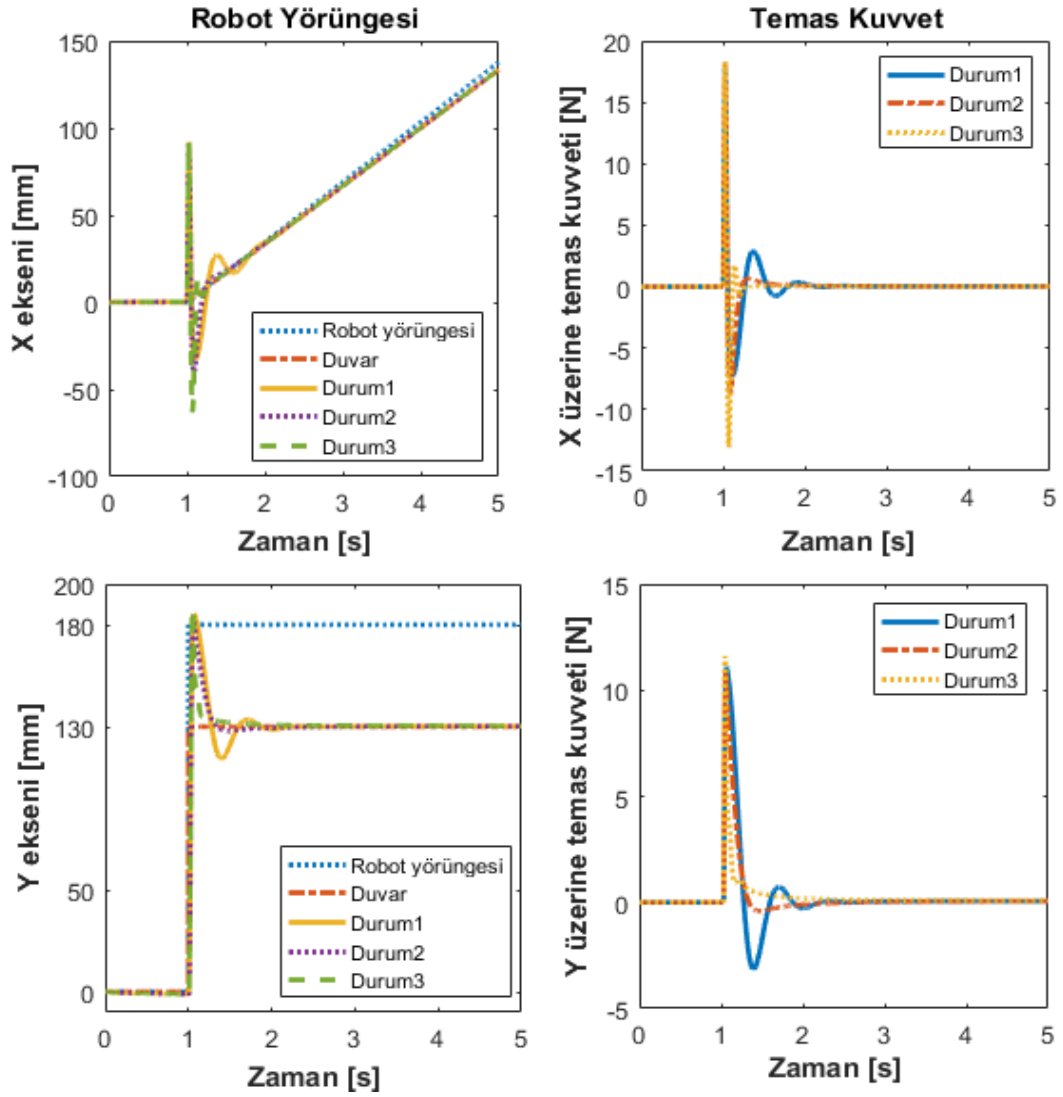 Robot Yörüngesi
X ekseni [mm]
150
100
50
0
-50
-100
Robot yörüngesi
Duvar
Durum1
Durum2
Durum3
0 1 2 3 4 5
Zaman [s]
Temas Kuvvet
X üzerine temas kuvveti [N]
20
15
10
5
0
-5
-10
-15
Durum1
Durum2
Durum3
0 1 2 3 4 5
Zaman [s]
Y ekseni [mm]
200
180
130
50
0
Robot yörüngesi
Duvar
Durum1
Durum2
Durum3
0 1 2 3 4 5
Zaman [s]
Y üzerine temas kuvveti [N]
15
10
5
0
-5
Durum1
Durum2
Durum3
0 1 2 3 4 5
Zaman [s]